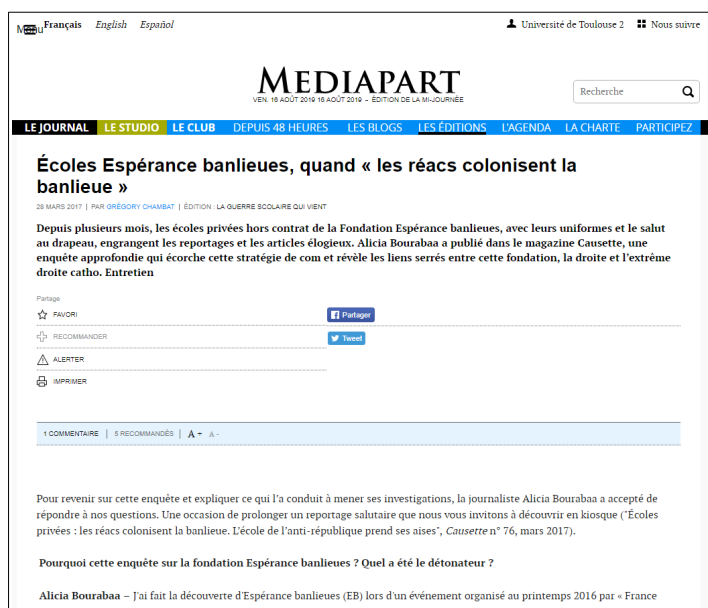 Menu Français English Español Université de Toulouse 2 Nous suivre
MEDIAPART
VEN. 16 AOÛT 2019 16 AOÛT 2019 – ÉDITION DE LA MI-JOURNÉE
Recherche
LE JOURNAL LE STUDIO LE CLUB DEPUIS 48 HEURES LES BLOGS LES ÉDITIONS L'AGENDA LA CHARTE PARTICIPEZ
Écoles Espérance banlieues, quand « les réacs colonisent la
banlieue »
28 MARS 2017 | PAR GRÉGORY CHAMBAT | ÉDITION : LA GUERRE SCOLAIRE QUI VIENT
Depuis plusieurs mois, les écoles privées hors contrat de la Fondation Espérance banlieues, avec leurs uniformes et le salut
au drapeau, engrangent les reportages et les articles élogieux. Alicia Bourabaa a publié dans le magazine Causette, une
enquête approfondie qui écorche cette stratégie de com et révèle les liens serrés entre cette fondation, la droite et l'extrême
droite catho. Entretien
Partage
FAVORI
Partager
RECOMMANDER
Tweet
ALERTER
IMPRIMER
1 COMMENTAIRE | 5 RECOMMANDÉS | A + A -
Pour revenir sur cette enquête et expliquer ce qui l'a conduit à mener ses investigations, la journaliste Alicia Bourabaa a accepté de
répondre à nos questions. Une occasion de prolonger un reportage salutaire que nous vous invitons à découvrir en kiosque ("Écoles
privées : les réacs colonisent la banlieue. L'école de l'anti-république prend ses aises", Causette n° 76, mars 2017).
Pourquoi cette enquête sur la fondation Espérance banlieues ? Quel a été le détonateur ?
Alicia Bourabaa – J'ai fait la découverte d'Espérance banlieues (EB) lors d'un événement organisé au printemps 2016 par « France